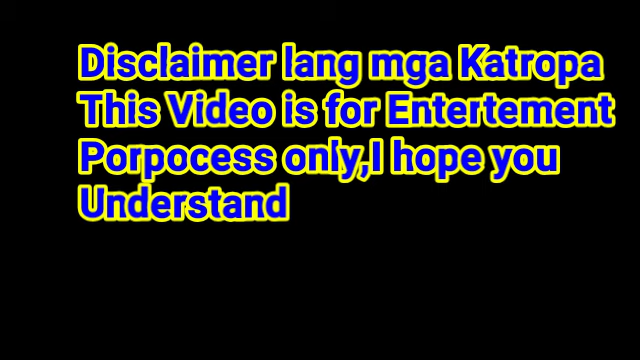 Disclaimer lang mga Katropa
This Video is for Entertement
Porpocess only,I hope you
Understand